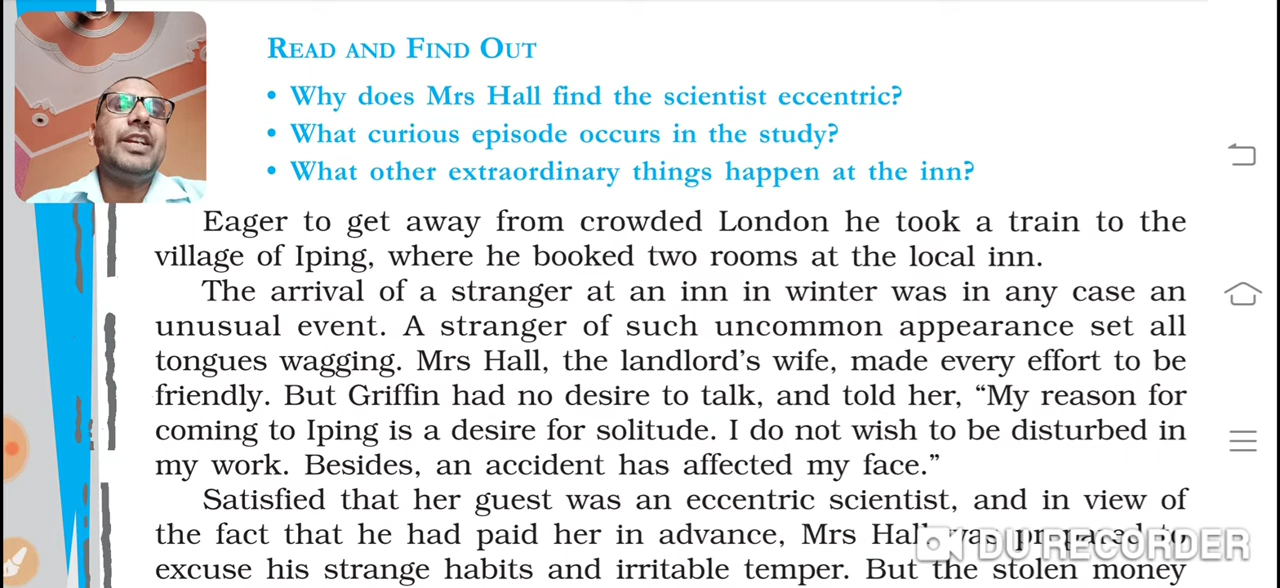 READ AND FIND OUT
• Why does Mrs Hall find the scientist eccentric?
• What curious episode occurs in the study?
• What other extraordinary things happen at the inn?
Eager to get away from crowded London he took a train to the
village of Iping, where he booked two rooms at the local inn.
The arrival of a stranger at an inn in winter was in any case an
unusual event. A stranger of such uncommon appearance set all
tongues wagging. Mrs Hall, the landlord’s wife, made every effort to be
friendly. But Griffin had no desire to talk, and told her, “My reason for
coming to Iping is a desire for solitude. I do not wish to be disturbed in
my work. Besides, an accident has affected my face.”
Satisfied that her guest was an eccentric scientist, and in view of
the fact that he had paid her in advance, Mrs Hall was prepared to
excuse his strange habits and irritable temper. But the stolen money
DU RECORDER